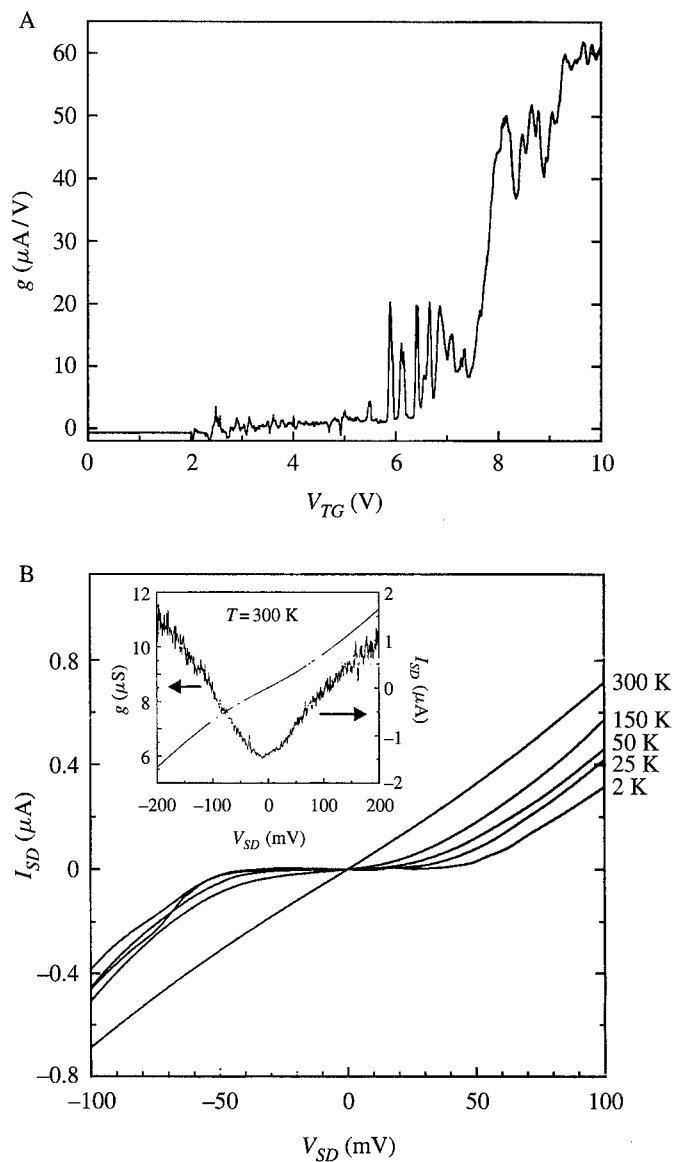 A
60
50
40
30
20
10
0
g (μA/V)
0 2 4 6 8 10
V_TG (V)
B
12
10
8
6
g (μS)
T = 300 K
2
1
0
−1
−2
I_SD (μA)
−200 −100 0 100 200
V_SD (mV)
300 K
150 K
50 K
25 K
2 K
0.8
0.4
0
−0.4
−0.8
I_SD (μA)
−100 −50 0 50 100
V_SD (mV)